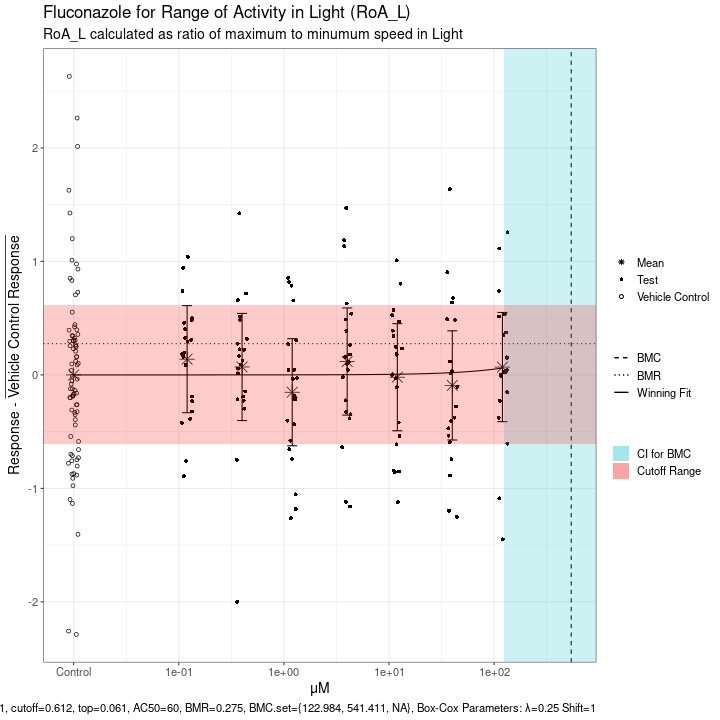 Fluconazole for Range of Activity in Light (RoA_L)
RoA_L calculated as ratio of maximum to minumum speed in Light
Response - Vehicle Control Response
2
1
0
-1
-2
Control
1e-01
1e+00
1e+01
1e+02
μM
Mean
Test
Vehicle Control
BMC
BMR
Winning Fit
CI for BMC
Cutoff Range
1, cutoff=0.612, top=0.061, AC50=60, BMR=0.275, BMC.set={122.984, 541.411, NA}, Box-Cox Parameters: λ=0.25 Shift=1